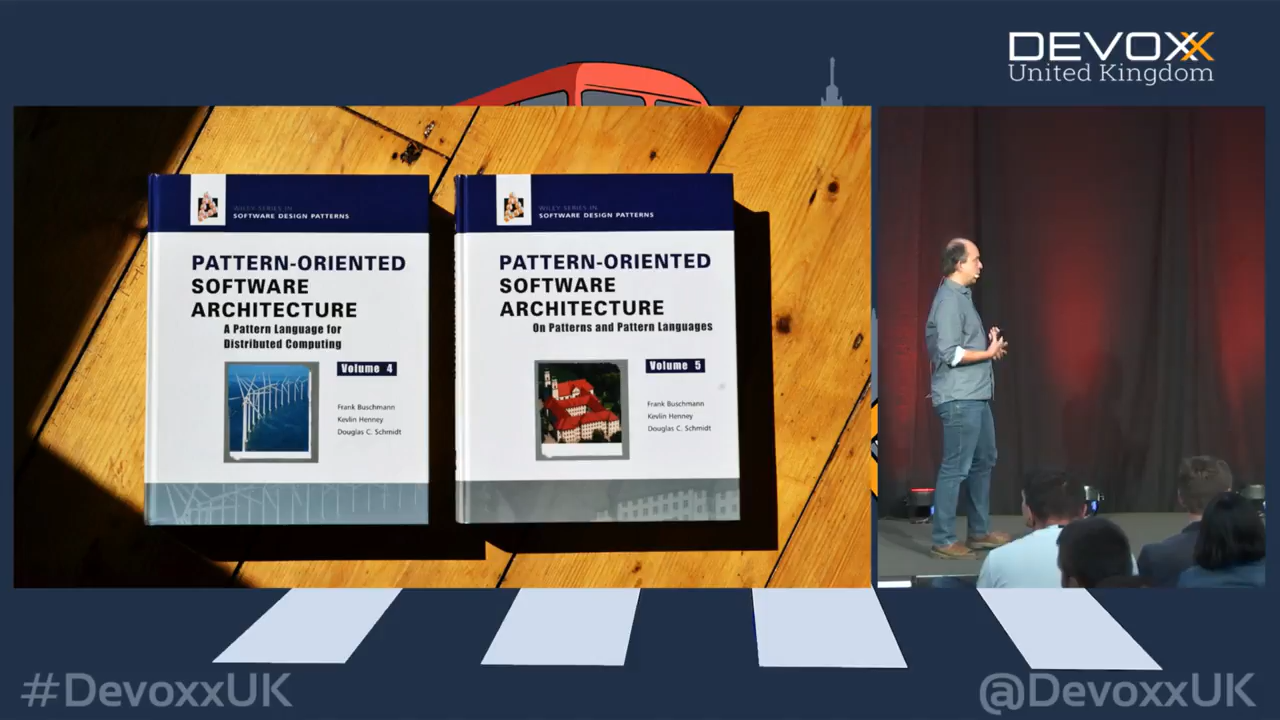 DEVOXX
United Kingdom
WILEY SERIES IN
SOFTWARE DESIGN PATTERNS
PATTERN-ORIENTED
SOFTWARE
ARCHITECTURE
A Pattern Language for
Distributed Computing
Volume 4
Frank Buschmann
Kevlin Henney
Douglas C. Schmidt
WILEY SERIES IN
SOFTWARE DESIGN PATTERNS
PATTERN-ORIENTED
SOFTWARE
ARCHITECTURE
On Patterns and Pattern Languages
Volume 5
Frank Buschmann
Kevlin Henney
Douglas C. Schmidt
#DevoxxUK
@DevoxxUK